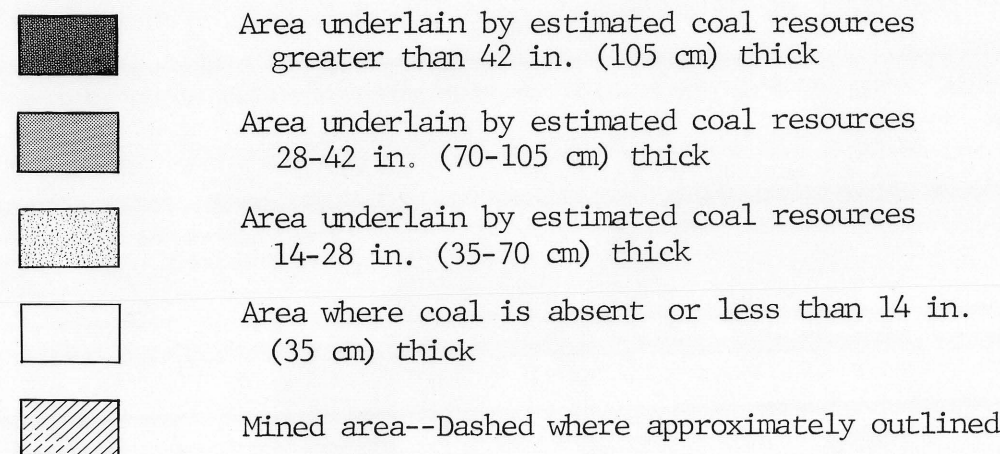 Area underlain by estimated coal resources
greater than 42 in. (105 cm) thick
Area underlain by estimated coal resources
28-42 in. (70-105 cm) thick
Area underlain by estimated coal resources
14-28 in. (35-70 cm) thick
Area where coal is absent or less than 14 in.
(35 cm) thick
Mined area--Dashed where approximately outlined